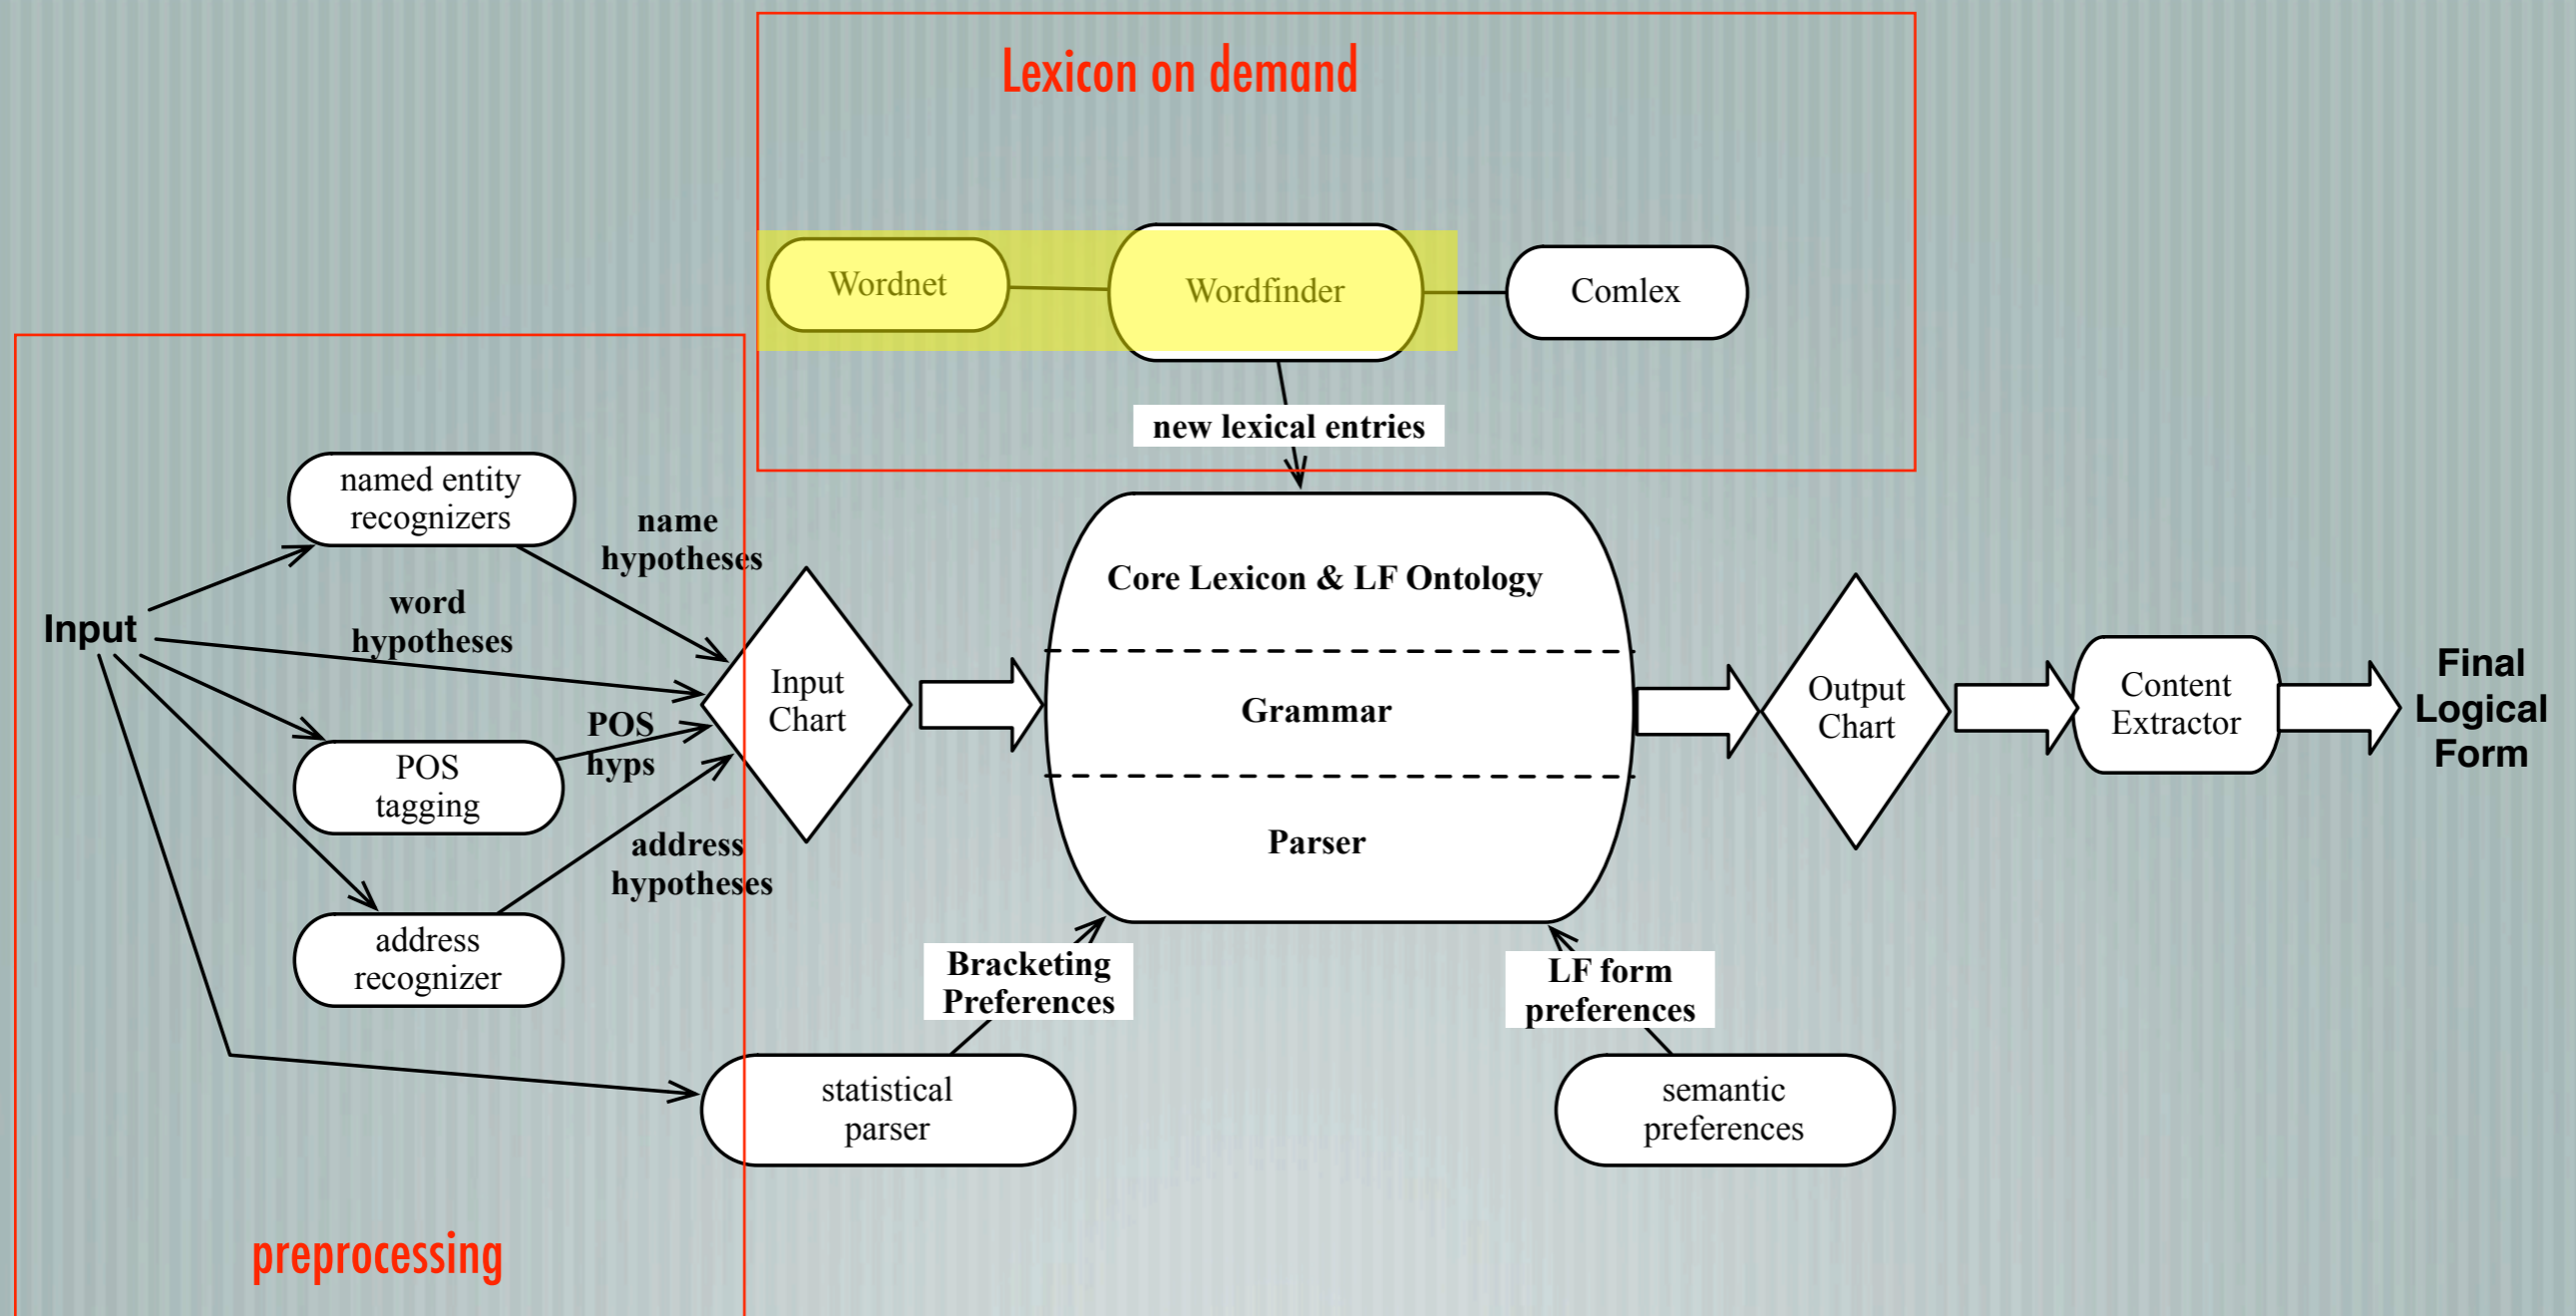 Lexicon on demand
Wordnet
Wordfinder
Comlex
new lexical entries
named entity
recognizers
name
hypotheses
word
hypotheses
Input
POS
hyps
POS
tagging
address
hypotheses
address
recognizer
Input
Chart
Core Lexicon & LF Ontology
Grammar
Parser
Output
Chart
Content
Extractor
Final
Logical
Form
Bracketing
Preferences
LF form
preferences
statistical
parser
semantic
preferences
preprocessing